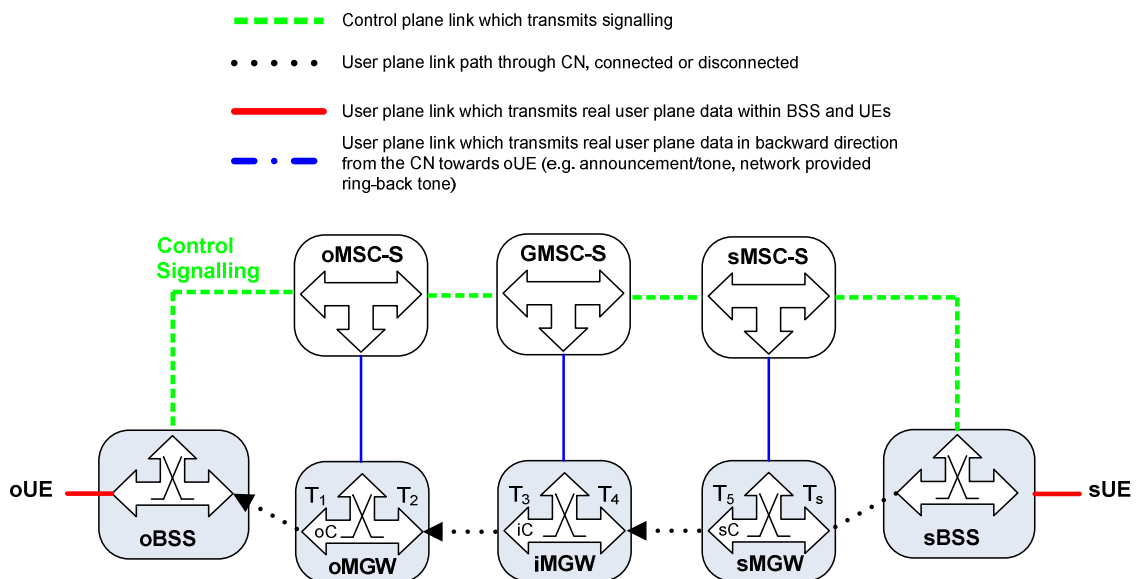 Control plane link which transmits signalling
User plane link path through CN, connected or disconnected
User plane link which transmits real user plane data within BSS and UEs
User plane link which transmits real user plane data in backward direction
from the CN towards oUE (e.g. announcement/tone, network provided
ring-back tone)
Control
Signalling
oMSC-S
GMSC-S
sMSC-S
oUE
oBSS
T1
T2
oC
oMGW
T3
T4
iC
iMGW
T5
Ts
sC
sMGW
sBSS
sUE